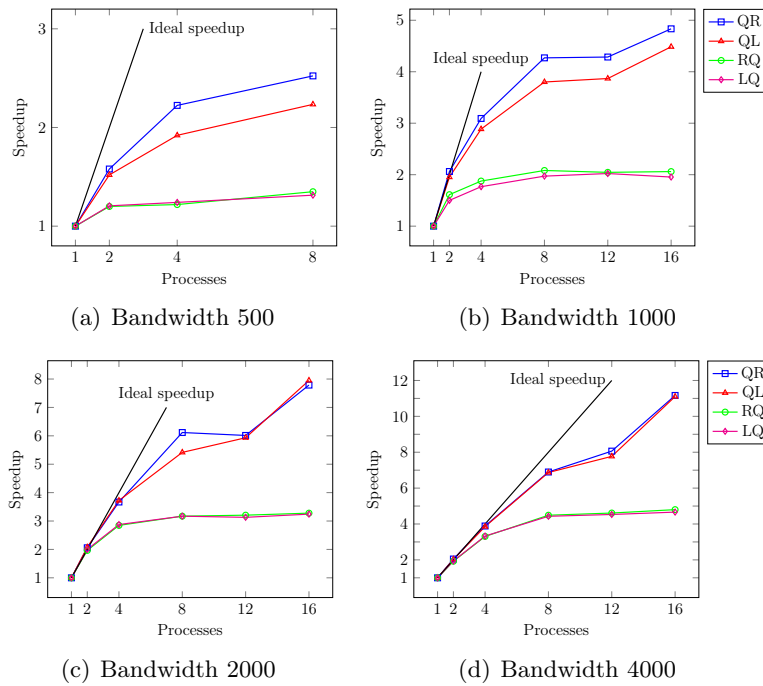 Ideal speedup
3
2
1
Speedup
1 2 4 8
Processes
(a) Bandwidth 500
Ideal speedup
5
4
3
2
1
Speedup
1 2 4 8 12 16
Processes
(b) Bandwidth 1000
QR
QL
RQ
LQ
Ideal speedup
8
7
6
5
4
3
2
1
Speedup
1 2 4 8 12 16
Processes
(c) Bandwidth 2000
Ideal speedup
12
10
8
6
4
2
1
Speedup
1 2 4 8 12 16
Processes
(d) Bandwidth 4000
QR
QL
RQ
LQ